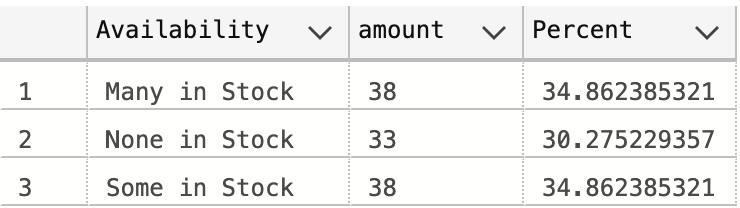 Availability amount Percent
1 Many in Stock 38 34.862385321
2 None in Stock 33 30.275229357
3 Some in Stock 38 34.862385321